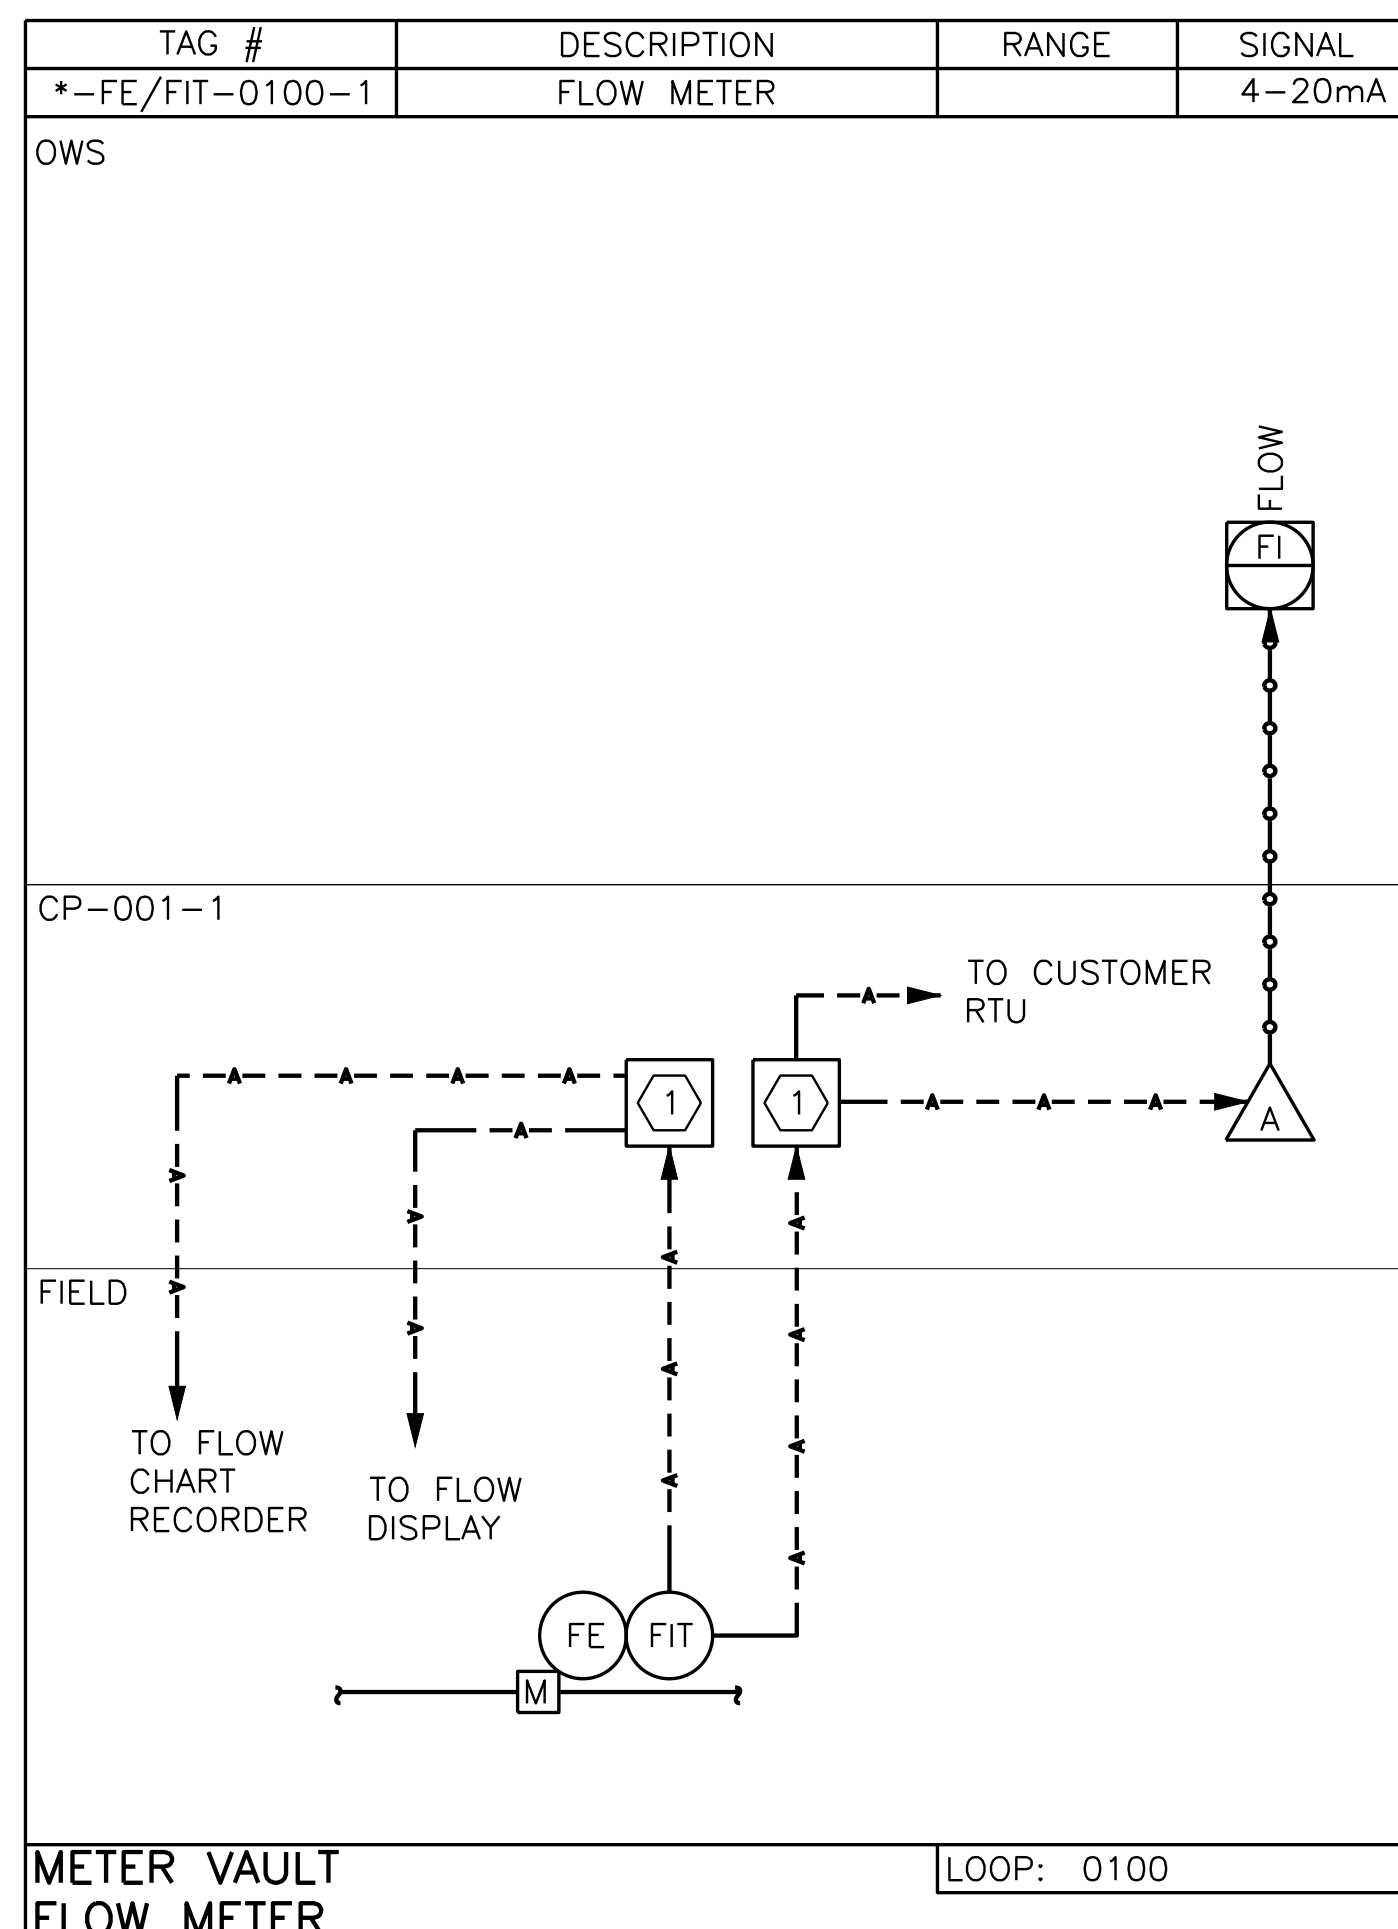 TAG # DESCRIPTION RANGE SIGNAL
*-FE/FIT-0100-1 FLOW METER 4-20mA
OWS
FLOW
FI
CP-001-1
TO CUSTOMER
RTU
A
A A A A
1
1
A
A A A
A
A
A
A
A
A
FIELD
A
A
A
A
A
A
A
A
TO FLOW
CHART
RECORDER
TO FLOW
DISPLAY
FE
FIT
M
METER VAULT
FLOW METER
LOOP: 0100